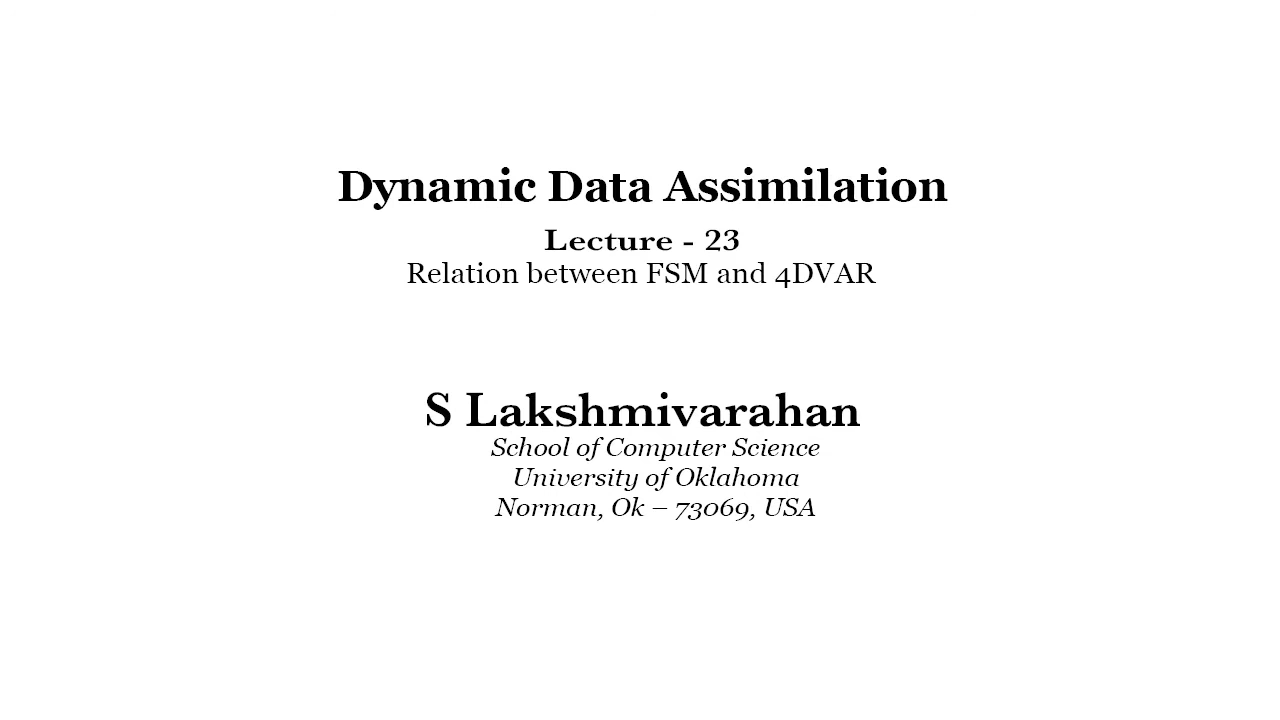 Dynamic Data Assimilation
Lecture - 23
Relation between FSM and 4DVAR
S Lakshmivarahan
School of Computer Science
University of Oklahoma
Norman, Ok – 73069, USA